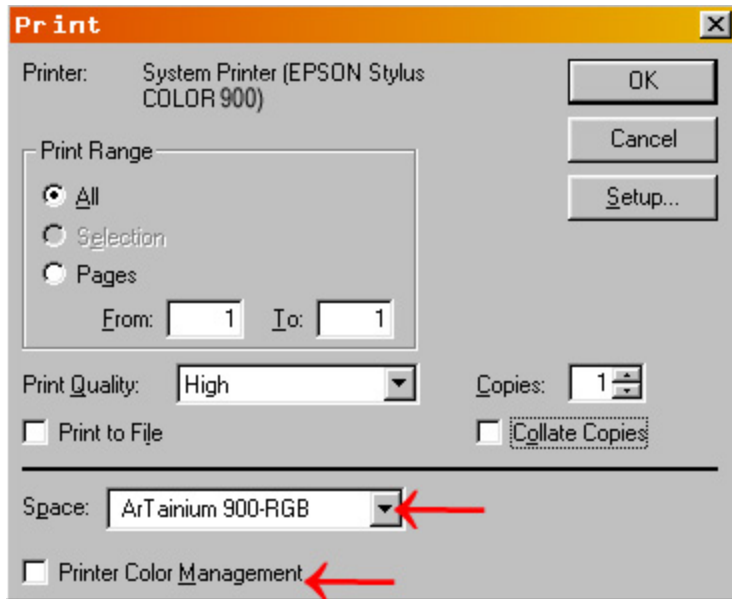 Print
Printer: System Printer (EPSON Stylus
COLOR 900)
OK
Cancel
Setup...
Print Range
All
Selection
Pages
From: 1 To: 1
Print Quality: High
Copies: 1
Print to File
Collate Copies
Space: ArTainium 900-RGB
Printer Color Management